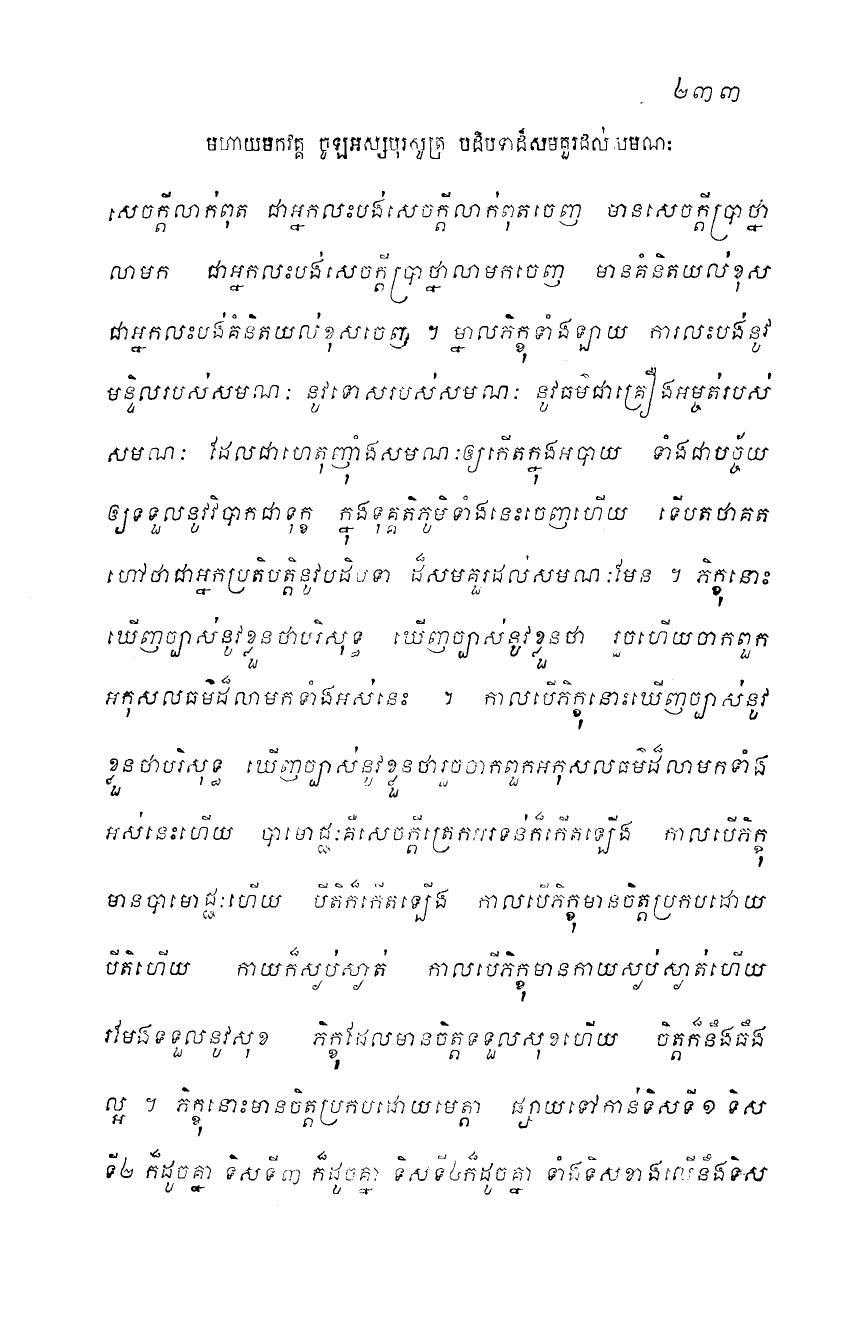 ២៣៣
មហាយមកវគ្គ ចូឡអស្សបុរសូត្រ បដិបទាដ៏សមគួរដល់សមណៈ
សេចក្តីលាក់ពុត ជាអ្នកលះបង់សេចក្តីលាក់ពុតចេញ មានសេចក្តីប្រាថ្នា
លាមក ជាអ្នកលះបង់សេចក្តីប្រាថ្នាលាមកចេញ មានគំនិតយល់ខុស
ជាអ្នកលះបង់គំនិតយល់ខុសចេញ ។ ម្នាលភិក្ខុទាំងឡាយ ការលះបង់នូវ
មន្ទិលរបស់សមណៈ នូវទោសរបស់សមណៈ នូវធម៌ជាគ្រឿងអម្ចត់របស់
សមណៈ ដែលជាហេតុញ៉ាំងសមណៈឲ្យកើតក្នុងអបាយ ទាំងជាបច្ច័យ
ឲ្យទទួលនូវវិបាកជាទុក្ខ ក្នុងទុគ្គតិភូមិទាំងនេះចេញហើយ ទើបតថាគត
ហៅថាជាអ្នកប្រតិបត្តិនូវបដិបទា ដ៏សមគួរដល់សមណៈមែន ។ ភិក្ខុនោះ
ឃើញច្បាស់នូវខ្លួនថាបរិសុទ្ធ ឃើញច្បាស់នូវខ្លួនថា រួចហើយចាកពួក
អកុសលធម៌ដ៏លាមកទាំងអស់នេះ ។ កាលបើភិក្ខុនោះឃើញច្បាស់នូវ
ខ្លួនថាបរិសុទ្ធ ឃើញច្បាស់នូវខ្លួនថារួចចាកពួកអកុសលធម៌ដ៏លាមកទាំង
អស់នេះហើយ បាមោជ្ជៈគឺសេចក្តីត្រេកអរទន់ក៏កើតឡើង កាលបើភិក្ខុ
មានបាមោជ្ជៈហើយ បីតិក៏កើតឡើង កាលបើភិក្ខុមានចិត្តប្រកបដោយ
បីតិហើយ កាយក៏ស្ងប់ស្ងាត់ កាលបើភិក្ខុមានកាយស្ងប់ស្ងាត់ហើយ
រមែងទទួលនូវសុខ ភិក្ខុដែលមានចិត្តទទួលសុខហើយ ចិត្តក៏នឹងធឹង
ល្អ ។ ភិក្ខុនោះមានចិត្តប្រកបដោយមេត្តា ផ្សាយទៅកាន់ទិសទី១ ទិស
ទី២ ក៏ដូចគ្នា ទិសទី៣ ក៏ដូចគ្នា ទិសទី៤ក៏ដូចគ្នា ទាំងទិសខាងលើនឹងទិស